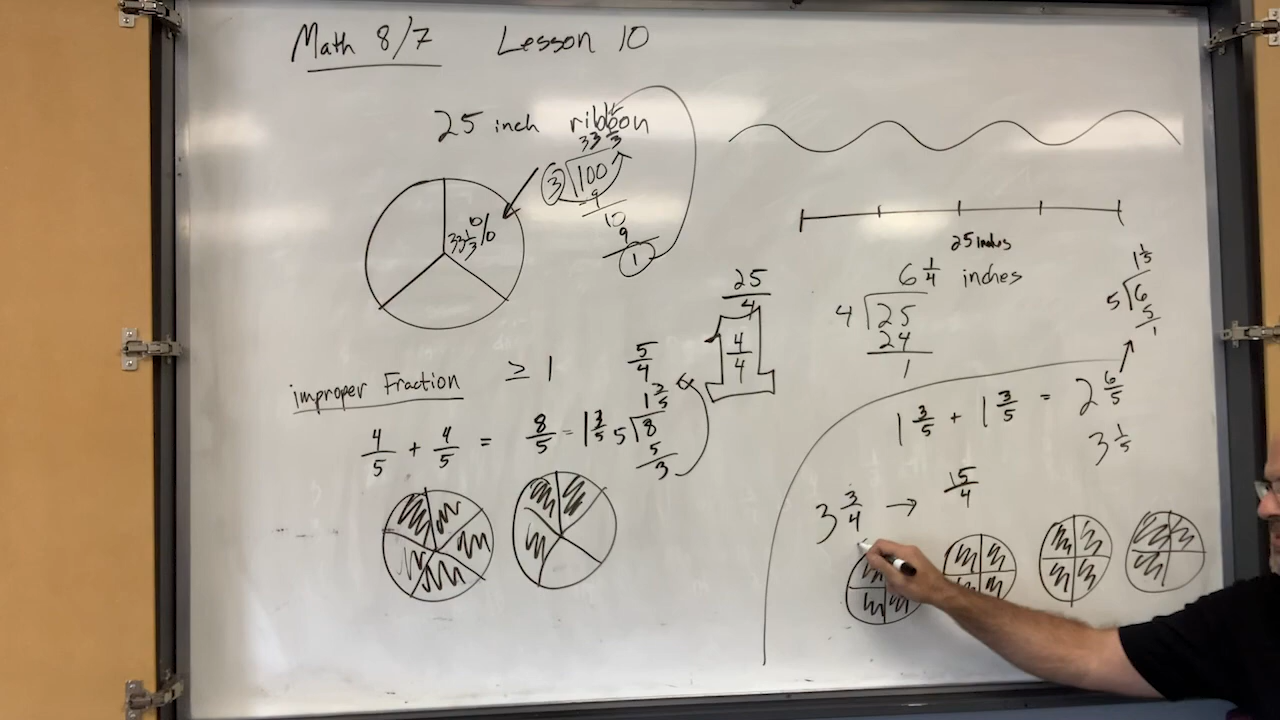 Math 8/7 Lesson 10
25 inch ribbon
33 1/3
3 100
9
10
9
1
33 1/3 %
25 inches
6 1/4 inches
4 25
24
1
1 1/5
5 6
5
1
25/4
4/4
improper Fraction ≥ 1
5/4
4/5 + 4/5 = 8/5 = 1 3/5
1 3/5
5 8
5
3
1 3/5 + 1 3/5 = 2 6/5
3 1/5
3 3/4 → 15/4